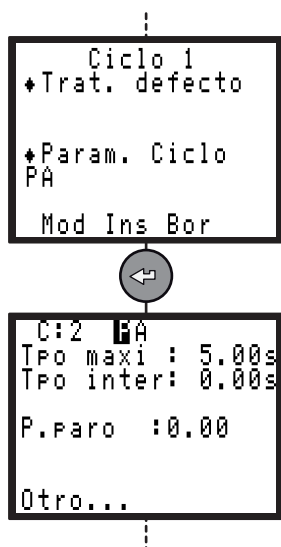 Ciclo 1
♦Trat. defecto
♦Param. Ciclo
PA
Mod Ins Bor
C:2 PA
Tpo maxi : 5.00s
Tpo inter: 0.00s
P.paro :0.00
Otro...